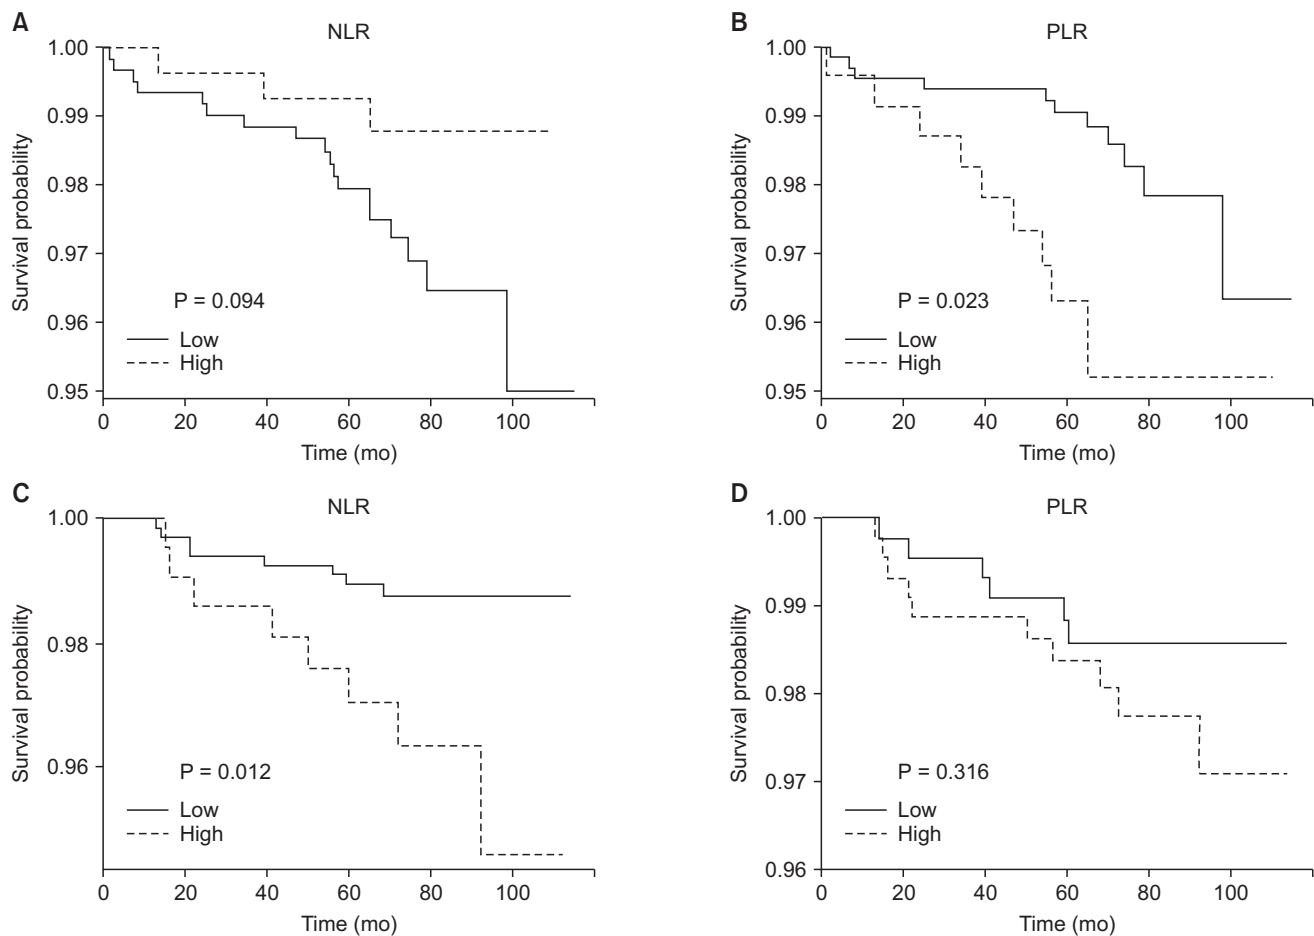 A
NLR
1.00
0.99
0.98
0.97
0.96
0.95
Survival probability
P = 0.094
Low
High
0 20 40 60 80 100
Time (mo)
B
PLR
1.00
0.99
0.98
0.97
0.96
0.95
Survival probability
P = 0.023
Low
High
0 20 40 60 80 100
Time (mo)
C
NLR
1.00
0.98
0.96
Survival probability
P = 0.012
Low
High
0 20 40 60 80 100
Time (mo)
D
PLR
1.00
0.99
0.98
0.97
0.96
Survival probability
P = 0.316
Low
High
0 20 40 60 80 100
Time (mo)